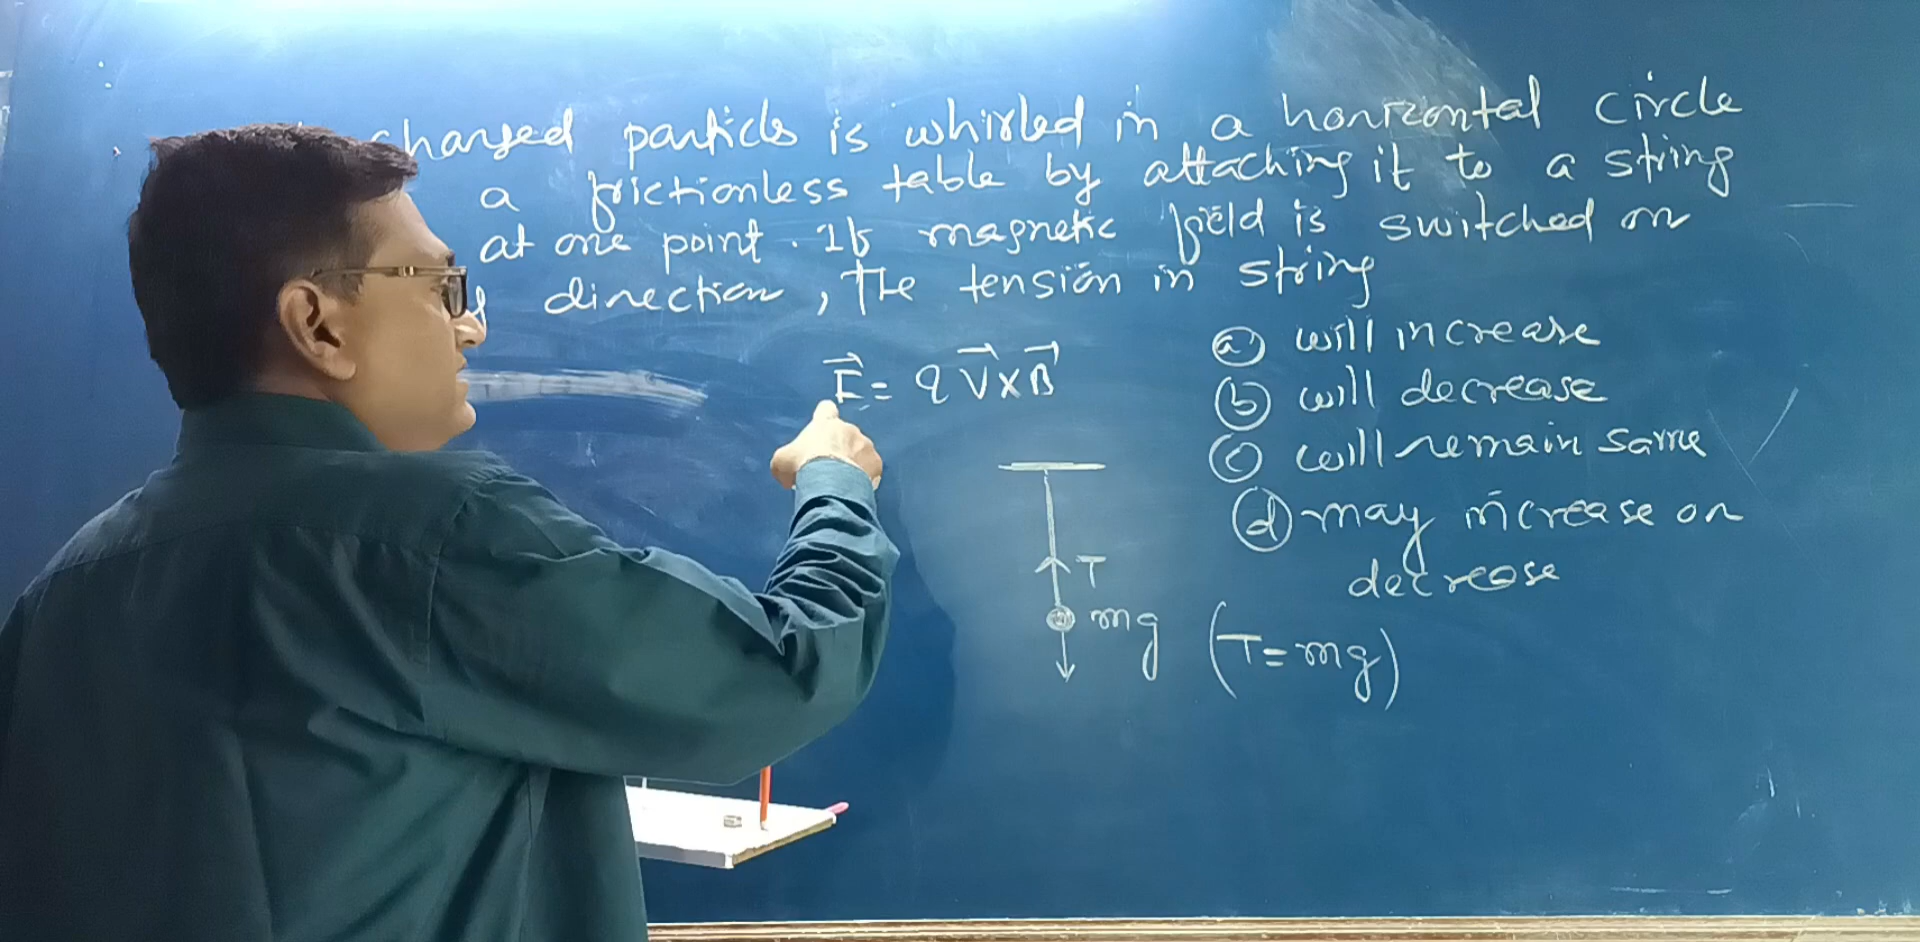 charged particle is whirled in a horizontal circle
a frictionless table by attaching it to a string
at one point. If magnetic field is switched on
direction, the tension in string
F = q V x B
(a) will increase
(b) will decrease
(c) will remain same
(d) may increase or
decrease
T
mg (T=mg)